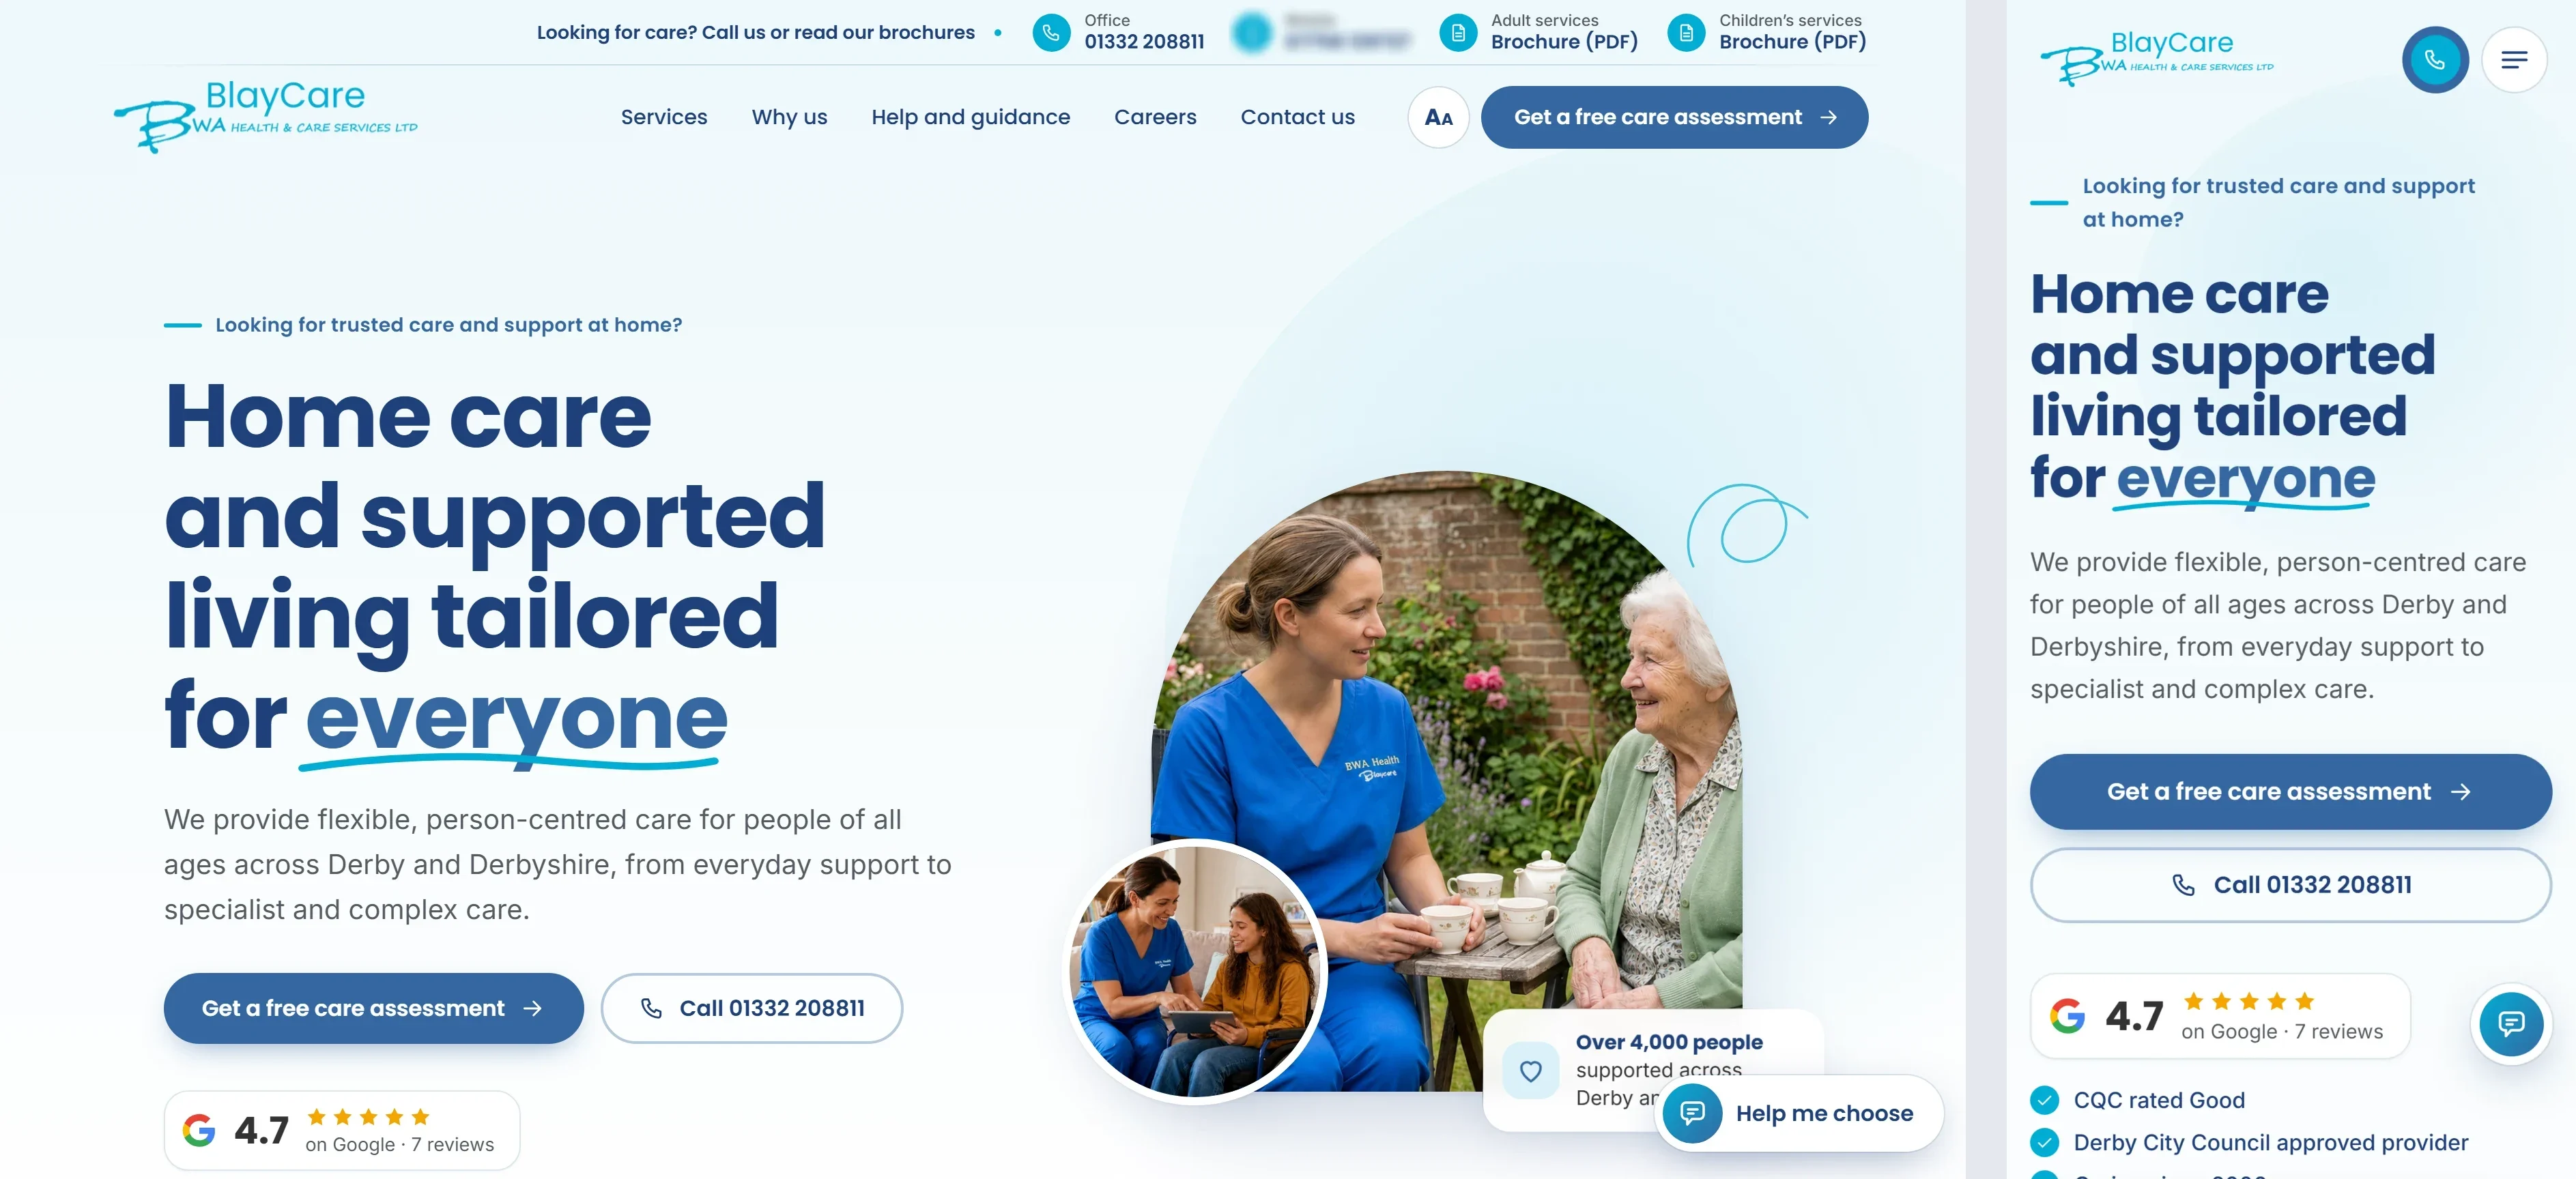 Looking for care? Call us or read our brochures
Office
01332 208811
Adult services
Brochure (PDF)
Children's services
Brochure (PDF)
BlayCare
BWA HEALTH & CARE SERVICES LTD
Services
Why us
Help and guidance
Careers
Contact us
AA
Get a free care assessment
Looking for trusted care and support at home?
Home care
and supported
living tailored
for everyone
We provide flexible, person-centred care for people of all
ages across Derby and Derbyshire, from everyday support to
specialist and complex care.
Get a free care assessment
Call 01332 208811
4.7
on Google · 7 reviews
BWA Health
Blaycare
Over 4,000 people
supported across
Derby
Help me choose
BlayCare
BWA HEALTH & CARE SERVICES LTD
Looking for trusted care and support
at home?
Home care
and supported
living tailored
for everyone
We provide flexible, person-centred care
for people of all ages across Derby and
Derbyshire, from everyday support to
specialist and complex care.
Get a free care assessment
Call 01332 208811
4.7
on Google · 7 reviews
CQC rated Good
Derby City Council approved provider